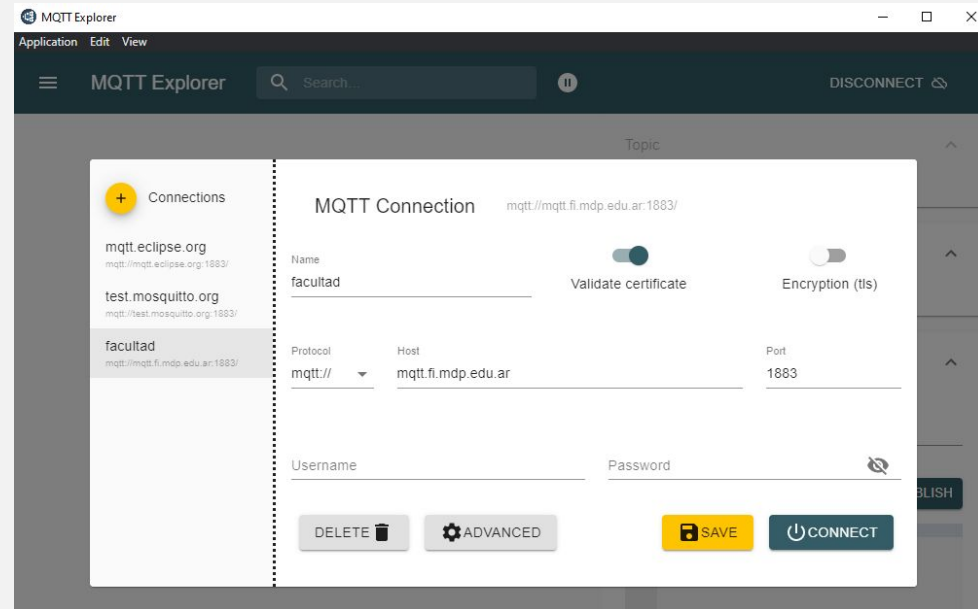 MQTT Explorer
Application Edit View
MQTT Explorer
Search...
DISCONNECT
Topic
Connections
mqtt.eclipse.org
mqtt://mqtt.eclipse.org:1883/
test.mosquitto.org
mqtt://test.mosquitto.org:1883/
facultad
mqtt://mqtt.fi.mdp.edu.ar:1883/
MQTT Connection mqtt://mqtt.fi.mdp.edu.ar:1883/
Name
facultad
Validate certificate
Encryption (tls)
Protocol Host Port
mqtt:// mqtt.fi.mdp.edu.ar 1883
Username Password
BLISH
DELETE ADVANCED SAVE CONNECT